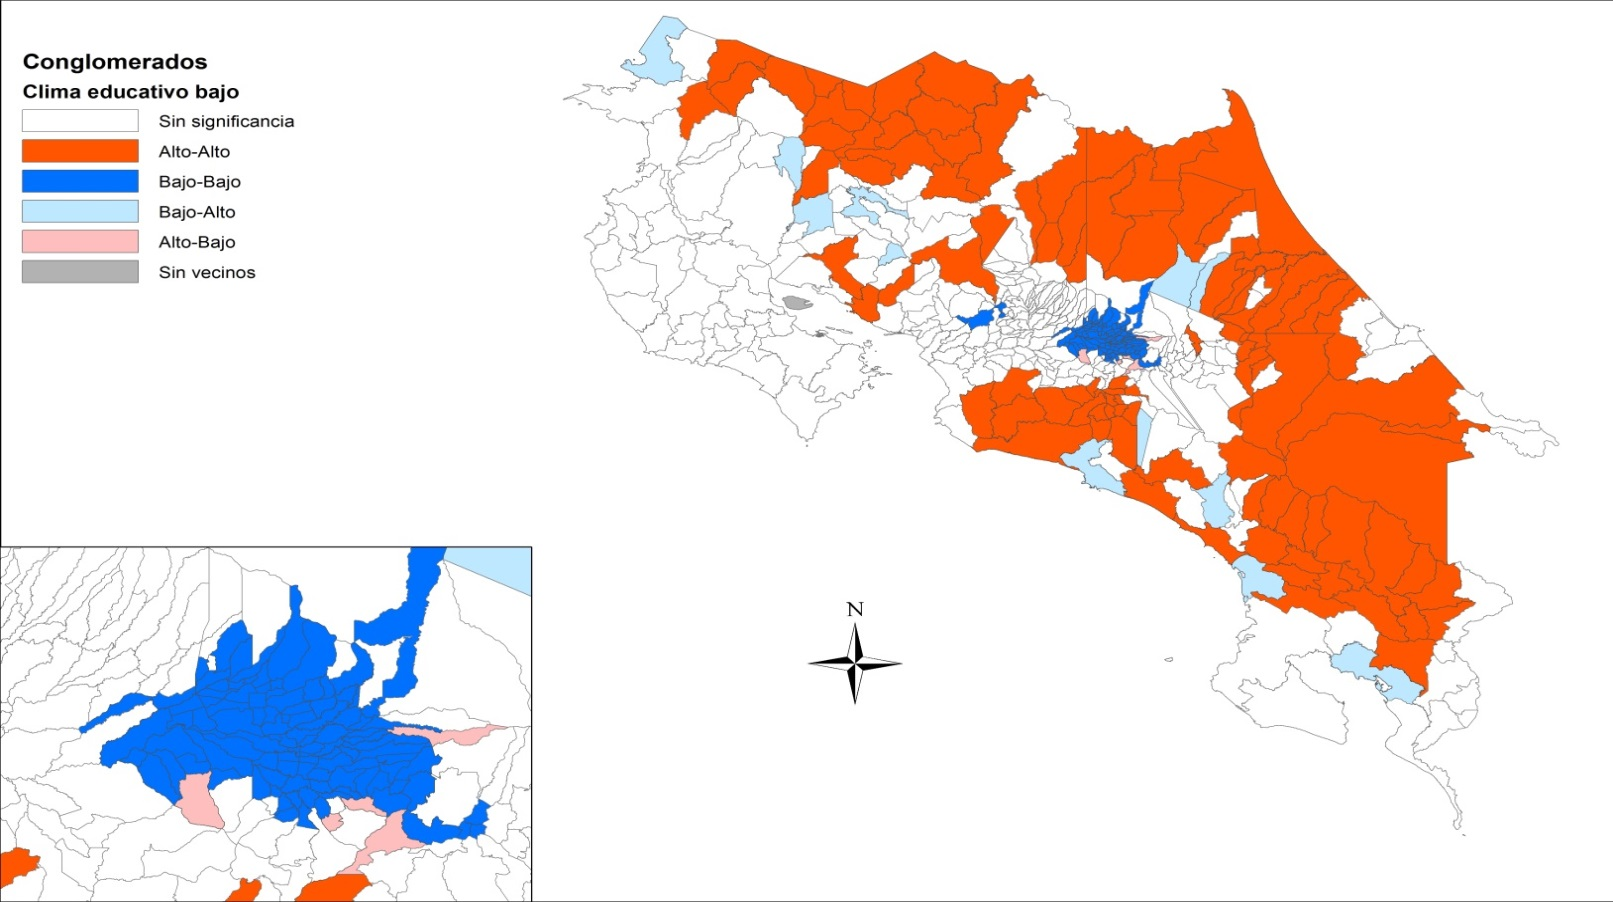 Conglomerados
Clima educativo bajo
Sin significancia
Alto-Alto
Bajo-Bajo
Bajo-Alto
Alto-Bajo
Sin vecinos
N